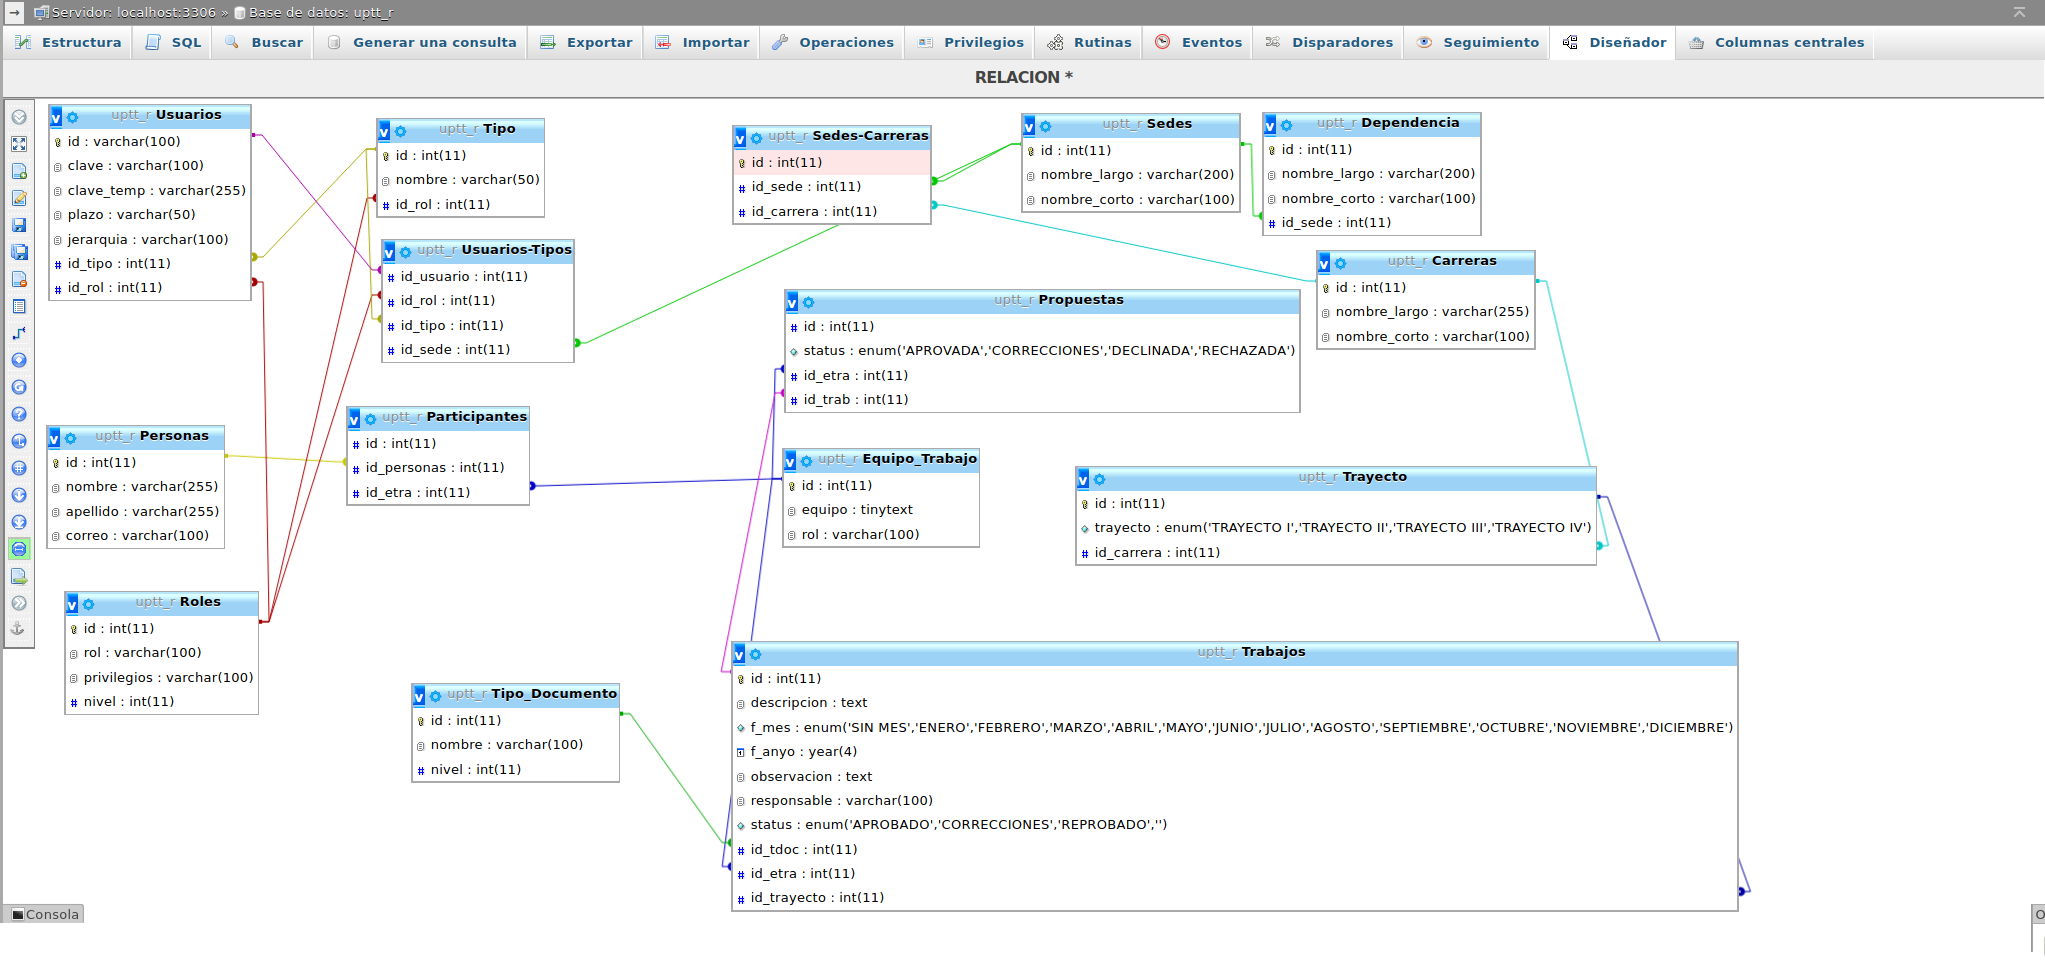 Servidor: localhost:3306 » Base de datos: uptt_r
Estructura SQL Buscar Generar una consulta Exportar Importar Operaciones Privilegios Rutinas Eventos Disparadores Seguimiento Diseñador Columnas centrales
RELACION *
uptt_r Usuarios
id : varchar(100)
clave : varchar(100)
clave_temp : varchar(255)
plazo : varchar(50)
jerarquia : varchar(100)
id_tipo : int(11)
id_rol : int(11)
uptt_r Tipo
id : int(11)
nombre : varchar(50)
id_rol : int(11)
uptt_r Usuarios-Tipos
id_usuario : int(11)
id_rol : int(11)
id_tipo : int(11)
id_sede : int(11)
uptt_r Sedes-Carreras
id : int(11)
id_sede : int(11)
id_carrera : int(11)
uptt_r Sedes
id : int(11)
nombre_largo : varchar(200)
nombre_corto : varchar(100)
uptt_r Dependencia
id : int(11)
nombre_largo : varchar(200)
nombre_corto : varchar(100)
id_sede : int(11)
uptt_r Carreras
id : int(11)
nombre_largo : varchar(255)
nombre_corto : varchar(100)
uptt_r Propuestas
id : int(11)
status : enum('APROVADA','CORRECCIONES','DECLINADA','RECHAZADA')
id_etra : int(11)
id_trab : int(11)
uptt_r Personas
id : int(11)
nombre : varchar(255)
apellido : varchar(255)
correo : varchar(100)
uptt_r Participantes
id : int(11)
id_personas : int(11)
id_etra : int(11)
uptt_r Equipo_Trabajo
id : int(11)
equipo : tinytext
rol : varchar(100)
uptt_r Trayecto
id : int(11)
trayecto : enum('TRAYECTO I','TRAYECTO II','TRAYECTO III','TRAYECTO IV')
id_carrera : int(11)
uptt_r Roles
id : int(11)
rol : varchar(100)
privilegios : varchar(100)
nivel : int(11)
uptt_r Tipo_Documento
id : int(11)
nombre : varchar(100)
nivel : int(11)
uptt_r Trabajos
id : int(11)
descripcion : text
f_mes : enum('SIN MES','ENERO','FEBRERO','MARZO','ABRIL','MAYO','JUNIO','JULIO','AGOSTO','SEPTIEMBRE','OCTUBRE','NOVIEMBRE','DICIEMBRE')
f_anyo : year(4)
observacion : text
responsable : varchar(100)
status : enum('APROBADO','CORRECCIONES','REPROBADO','')
id_tdoc : int(11)
id_etra : int(11)
id_trayecto : int(11)
Consola